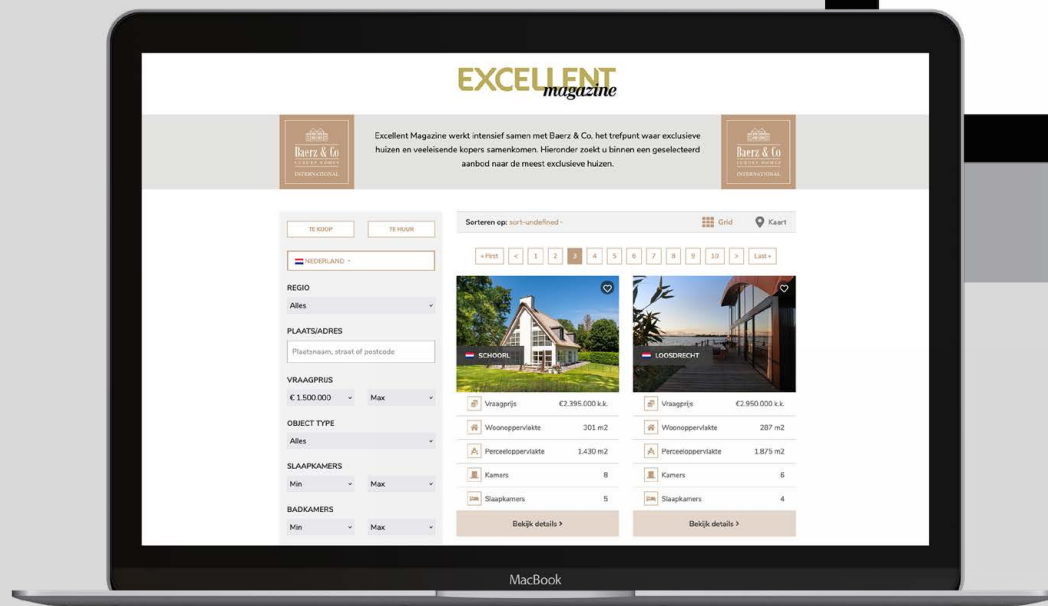 EXCELLENT
magazine
Baerz & Co
LUXURY HOMES
INTERNATIONAL
Excellent Magazine werkt intensief samen met Baerz & Co, het trefpunt waar exclusieve
huizen en veeleisende kopers samenkomen. Hieronder zoekt u binnen een geselecteerd
aanbod naar de meest exclusieve huizen.
Baerz & Co
LUXURY HOMES
INTERNATIONAL
TE KOOP TE HUUR
NEDERLAND
REGIO
Alles
PLAATS/ADRES
Plaatsnaam, straat of postcode
VRAAGPRIJS
€ 1.500.000 Max
OBJECT TYPE
Alles
SLAAPKAMERS
Min Max
BADKAMERS
Min Max
Sorteren op: sort-undefined
Grid Kaart
« First < 1 2 3 4 5 6 7 8 9 10 > Last »
SCHOORL
Vraagprijs €2.395.000 k.k.
Woonoppervlakte 301 m2
Perceeloppervlakte 1.430 m2
Kamers 8
Slaapkamers 5
Bekijk details >
LOOSDRECHT
Vraagprijs €2.950.000 k.k.
Woonoppervlakte 287 m2
Perceeloppervlakte 1.875 m2
Kamers 6
Slaapkamers 4
Bekijk details >
MacBook